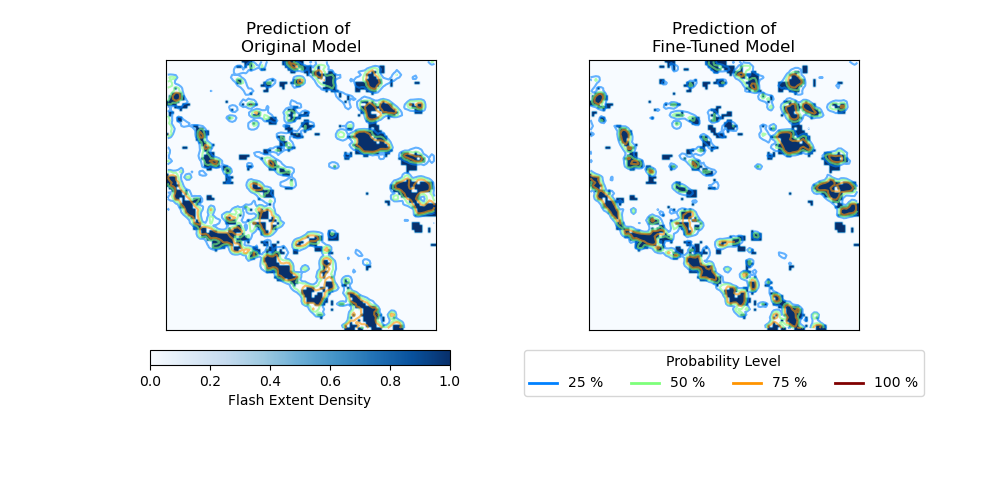 Prediction of
Original Model
Prediction of
Fine-Tuned Model
0.0 0.2 0.4 0.6 0.8 1.0
Flash Extent Density
Probability Level
25 % 50 % 75 % 100 %